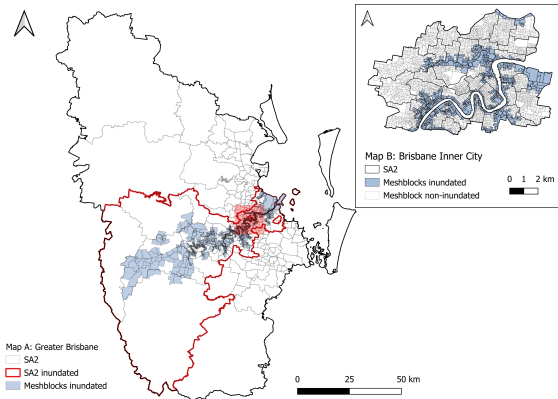 Map A: Greater Brisbane
SA2
SA2 inundated
Meshblocks inundated
0 25 50 km
Map B: Brisbane Inner City
SA2
Meshblocks inundated
Meshblock non-inundated
0 1 2 km